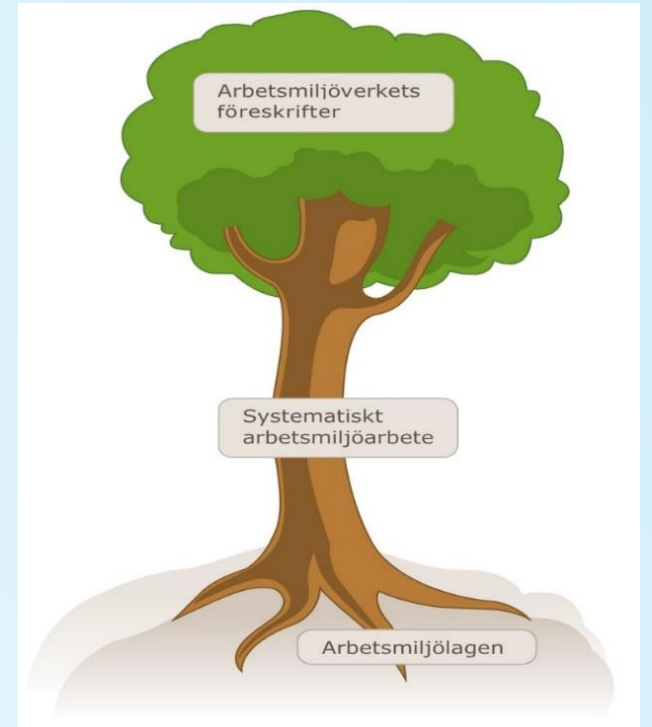 Arbetsmiljöverkets
föreskrifter
Systematiskt
arbetsmiljöarbete
Arbetsmiljölagen